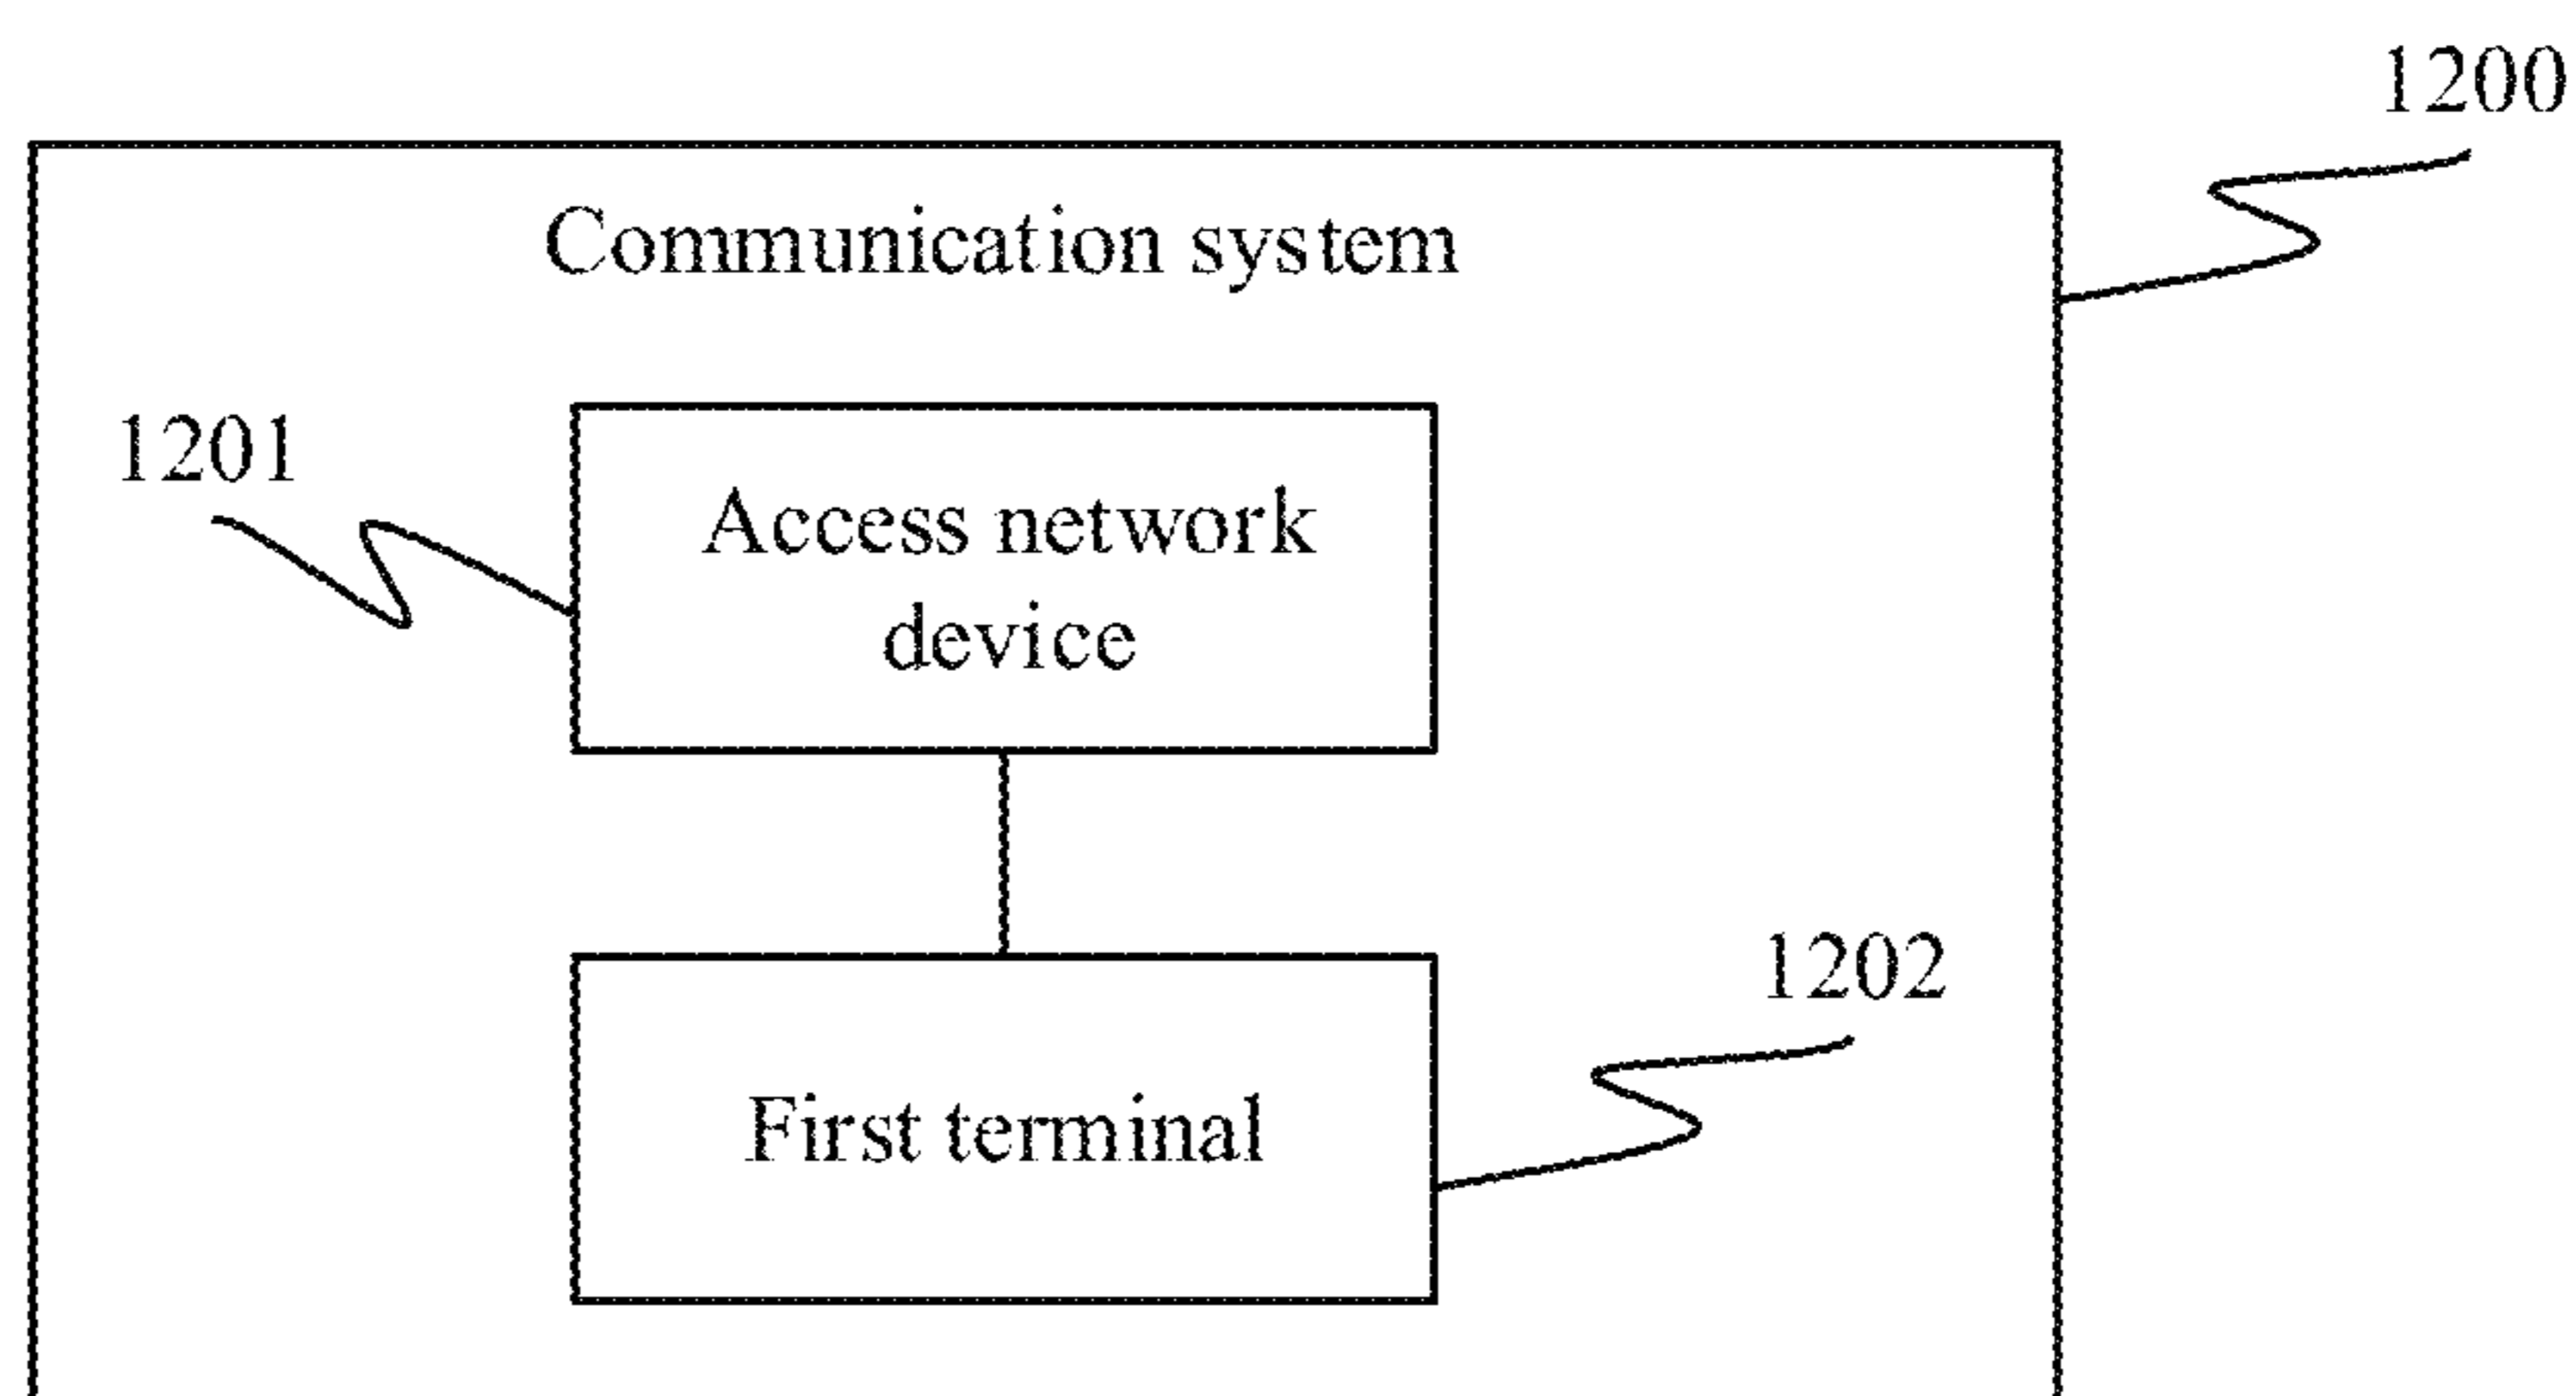 1200
Communication system
1201
Access network
device
1202
First terminal